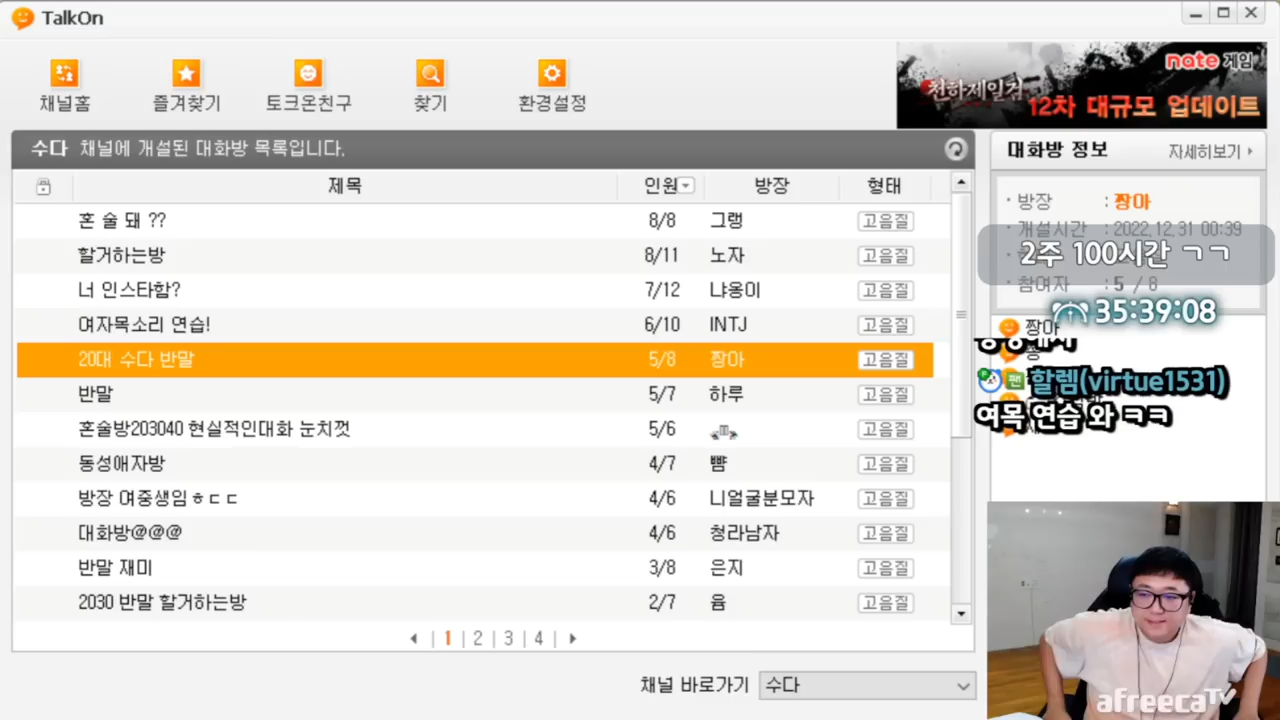 TalkOn
채널홈 즐겨찾기 토크온친구 찾기 환경설정
nate 게임
천하제일검
12차 대규모 업데이트
수다 채널에 개설된 대화방 목록입니다.
제목 인원 방장 형태
혼 술 돼 ?? 8/8 그랭 고음질
할거하는방 8/11 노자 고음질
너 인스타함? 7/12 냐옹이 고음질
여자목소리 연습! 6/10 INTJ 고음질
20대 수다 반말 5/8 짱아 고음질
반말 5/7 하루 고음질
혼술방203040 현실적인대화 눈치껏 5/6 고음질
동성애자방 4/7 뺨 고음질
방장 여중생임ㅎㄷㄷ 4/6 니얼굴분모자 고음질
대화방@@@ 4/6 청라남자 고음질
반말 재미 3/8 은지 고음질
2030 반말 할거하는방 2/7 윰 고음질
1 | 2 | 3 | 4
채널 바로가기 수다
대화방 정보 자세히보기
방장 : 짱아
개설시간 : 2022.12.31 00:39
2주 100시간 ㄱㄱ
참여자 : 5 / 8
35:39:08
짱아
팬 할렘(virtue1531)
여목 연습 와 ㅋㅋ
afreecaTV